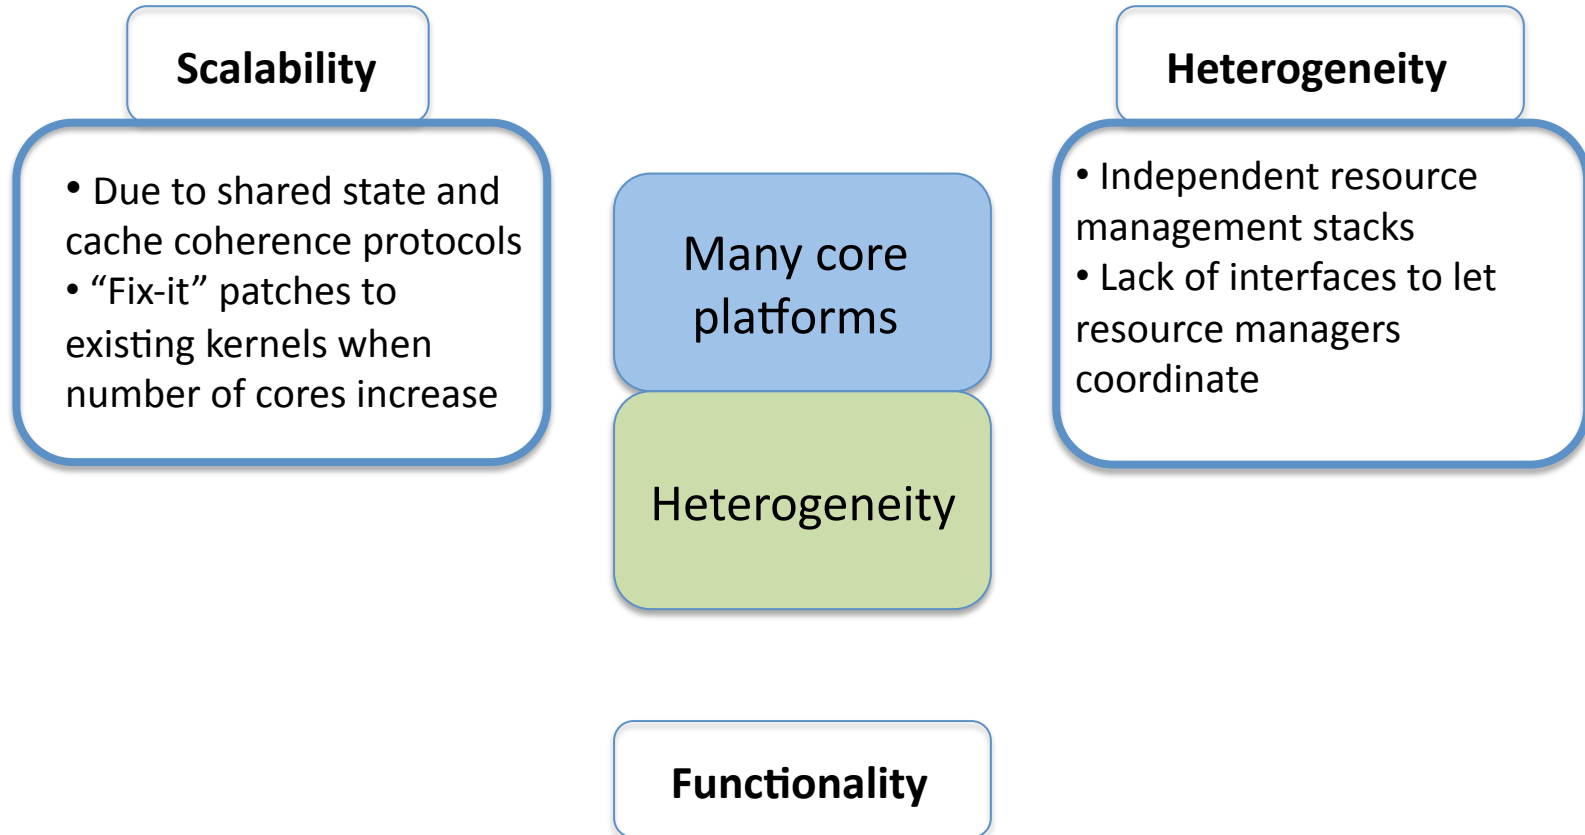 Scalability
• Due to shared state and
cache coherence protocols
• “Fix-it” patches to
existing kernels when
number of cores increase
Many core
platforms
Heterogeneity
Heterogeneity
• Independent resource
management stacks
• Lack of interfaces to let
resource managers
coordinate
Functionality